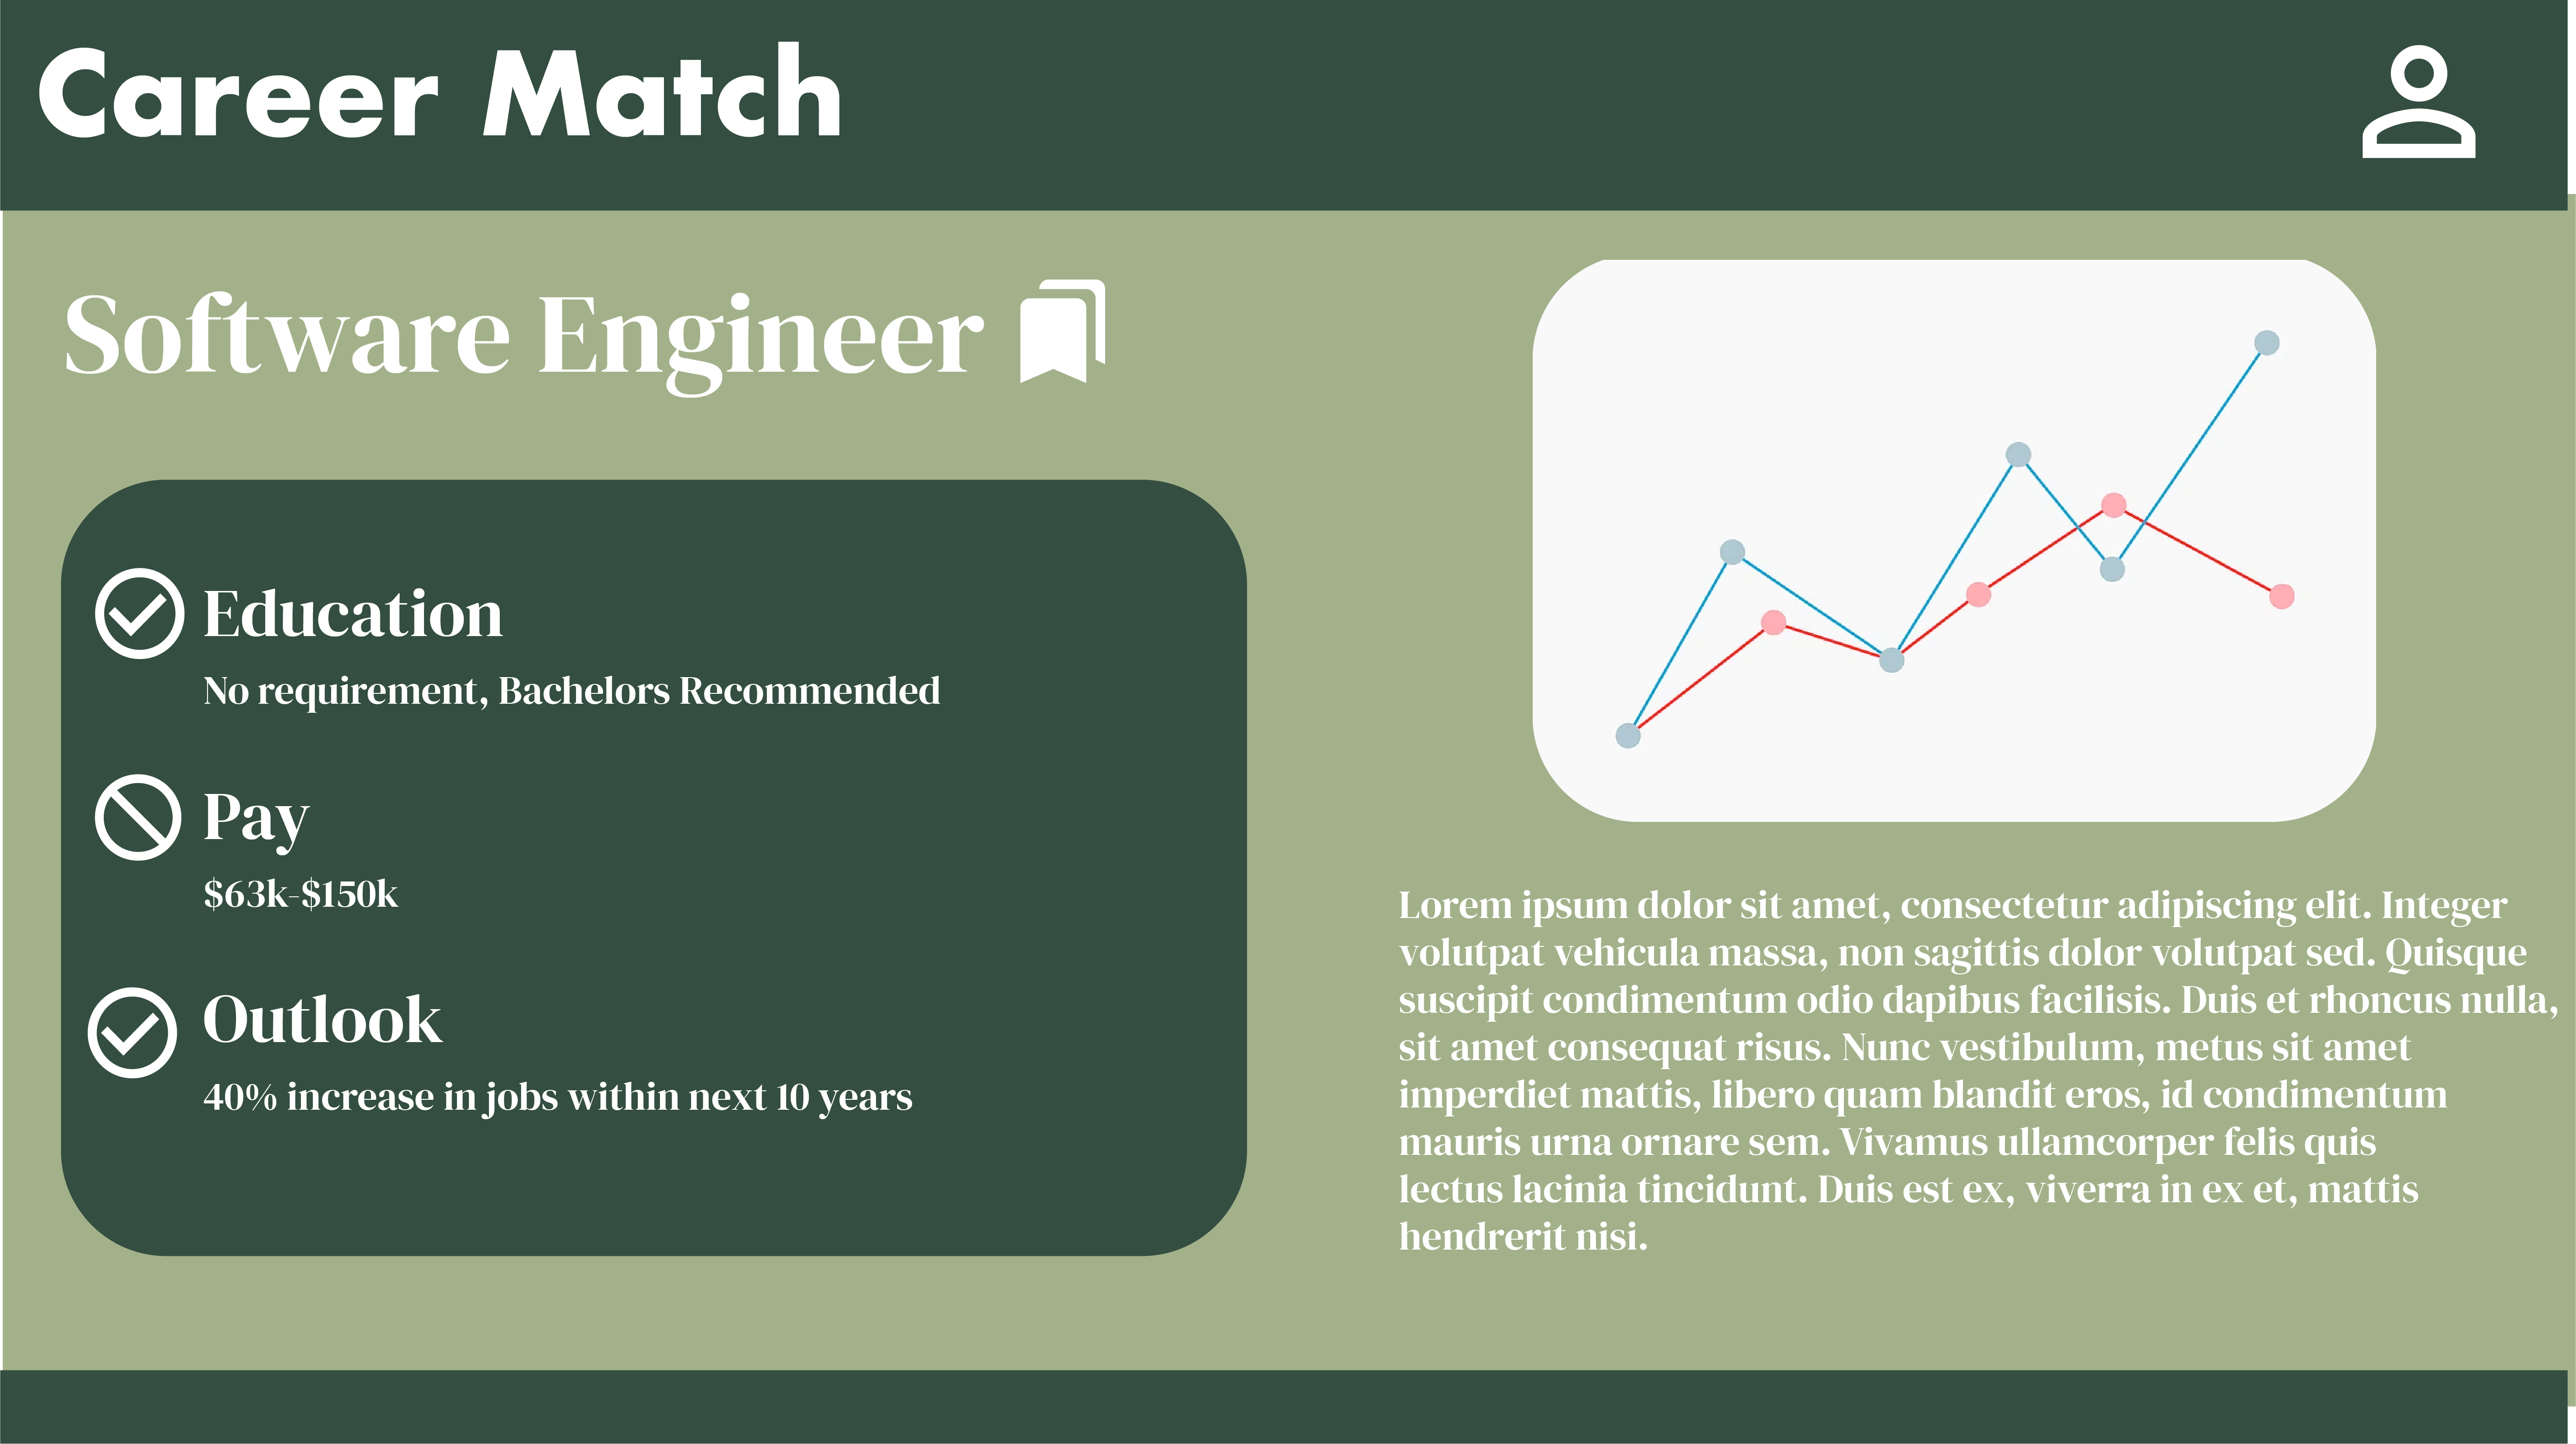 Career Match
Software Engineer
Education
No requirement, Bachelors Recommended
Pay
$63k-$150k
Outlook
40% increase in jobs within next 10 years
Lorem ipsum dolor sit amet, consectetur adipiscing elit. Integer
volutpat vehicula massa, non sagittis dolor volutpat sed. Quisque
suscipit condimentum odio dapibus facilisis. Duis et rhoncus nulla,
sit amet consequat risus. Nunc vestibulum, metus sit amet
imperdiet mattis, libero quam blandit eros, id condimentum
mauris urna ornare sem. Vivamus ullamcorper felis quis
lectus lacinia tincidunt. Duis est ex, viverra in ex et, mattis
hendrerit nisi.